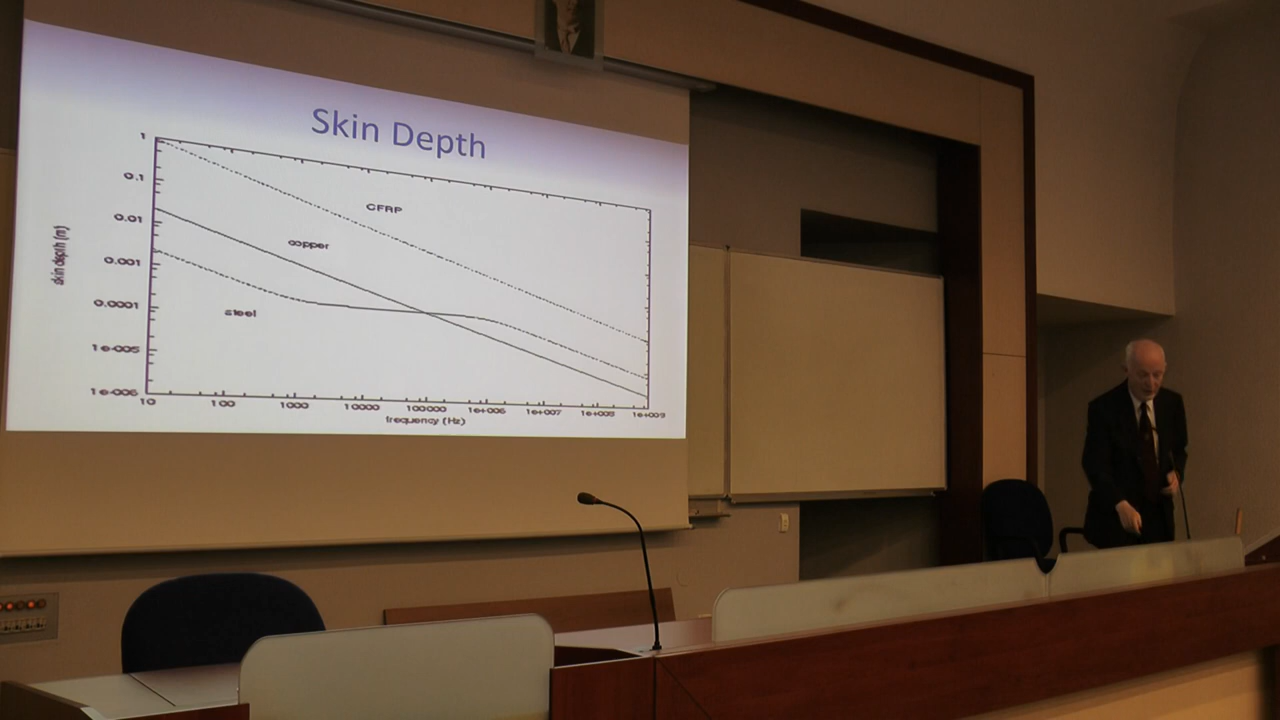 Skin Depth
1
0.1
0.01
0.001
0.0001
1e-005
1e-006
skin depth (m)
CFRP
copper
steel
10 100 1000 10000 100000 1e+006 1e+007 1e+008 1e+009
frequency (Hz)